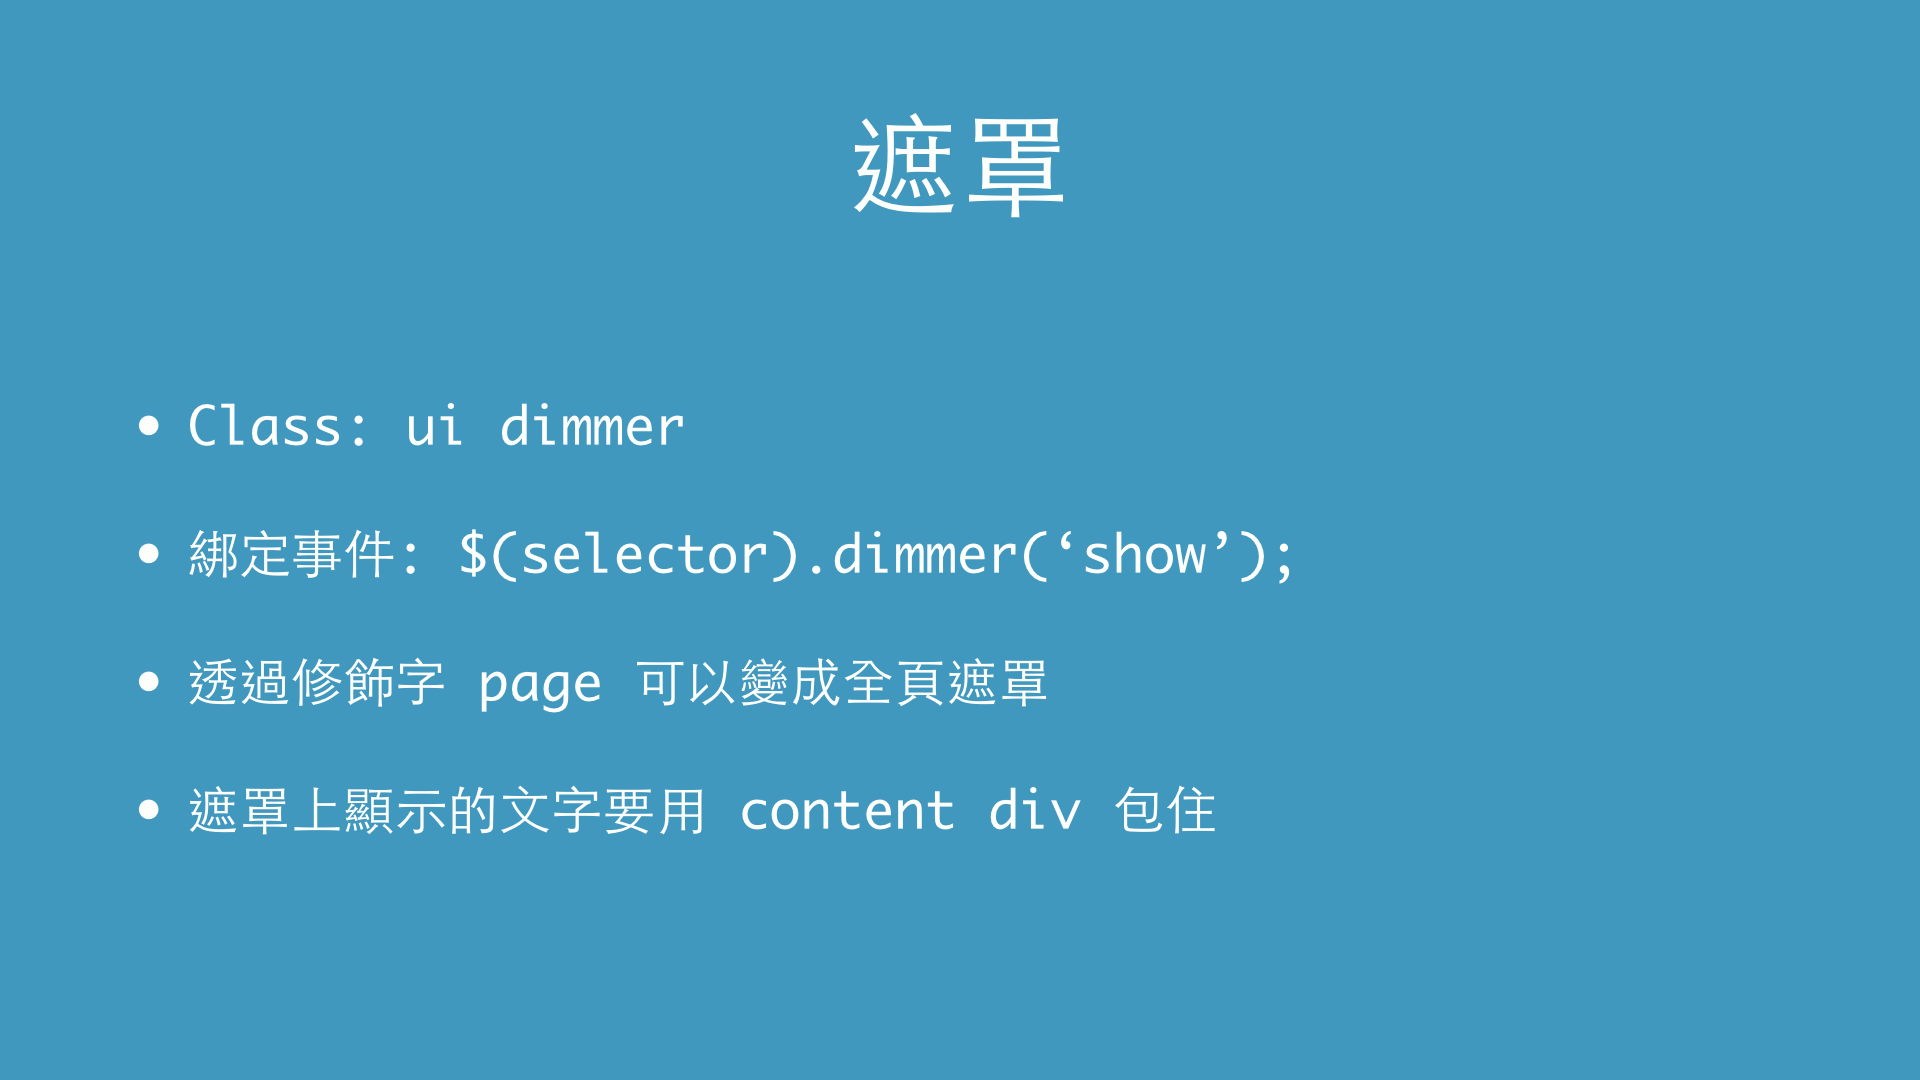 遮罩
• Class: ui dimmer
• 綁定事件: $(selector).dimmer(‘show’);
• 透過修飾字 page 可以變成全頁遮罩
• 遮罩上顯示的文字要用 content div 包住